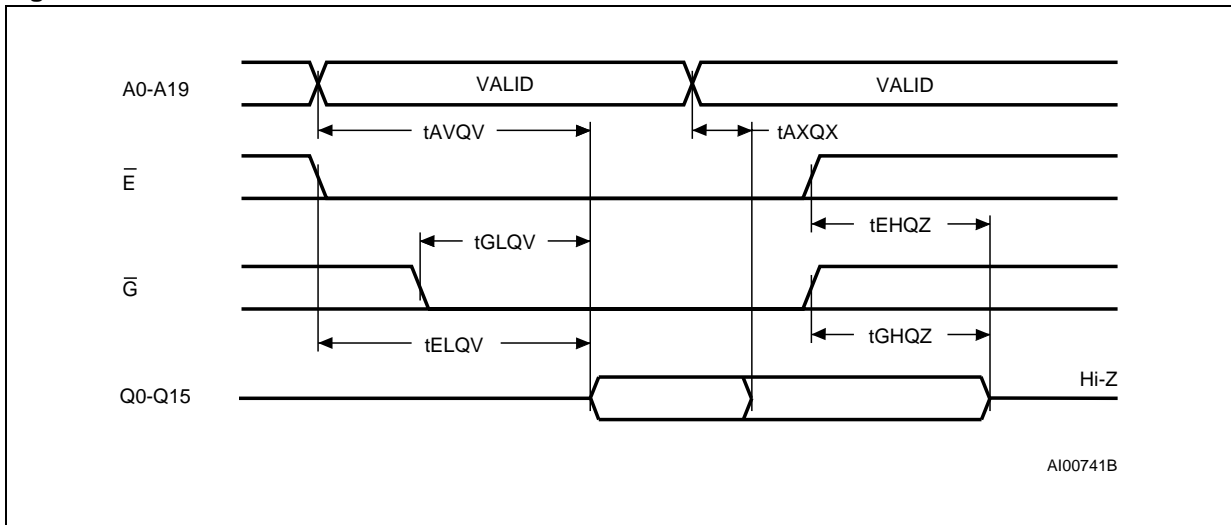 A0-A19
VALID
VALID
tAVQV
tAXQX
E̅
tEHQZ
tGLQV
G̅
tGHQZ
tELQV
Q0-Q15
Hi-Z
AI00741B